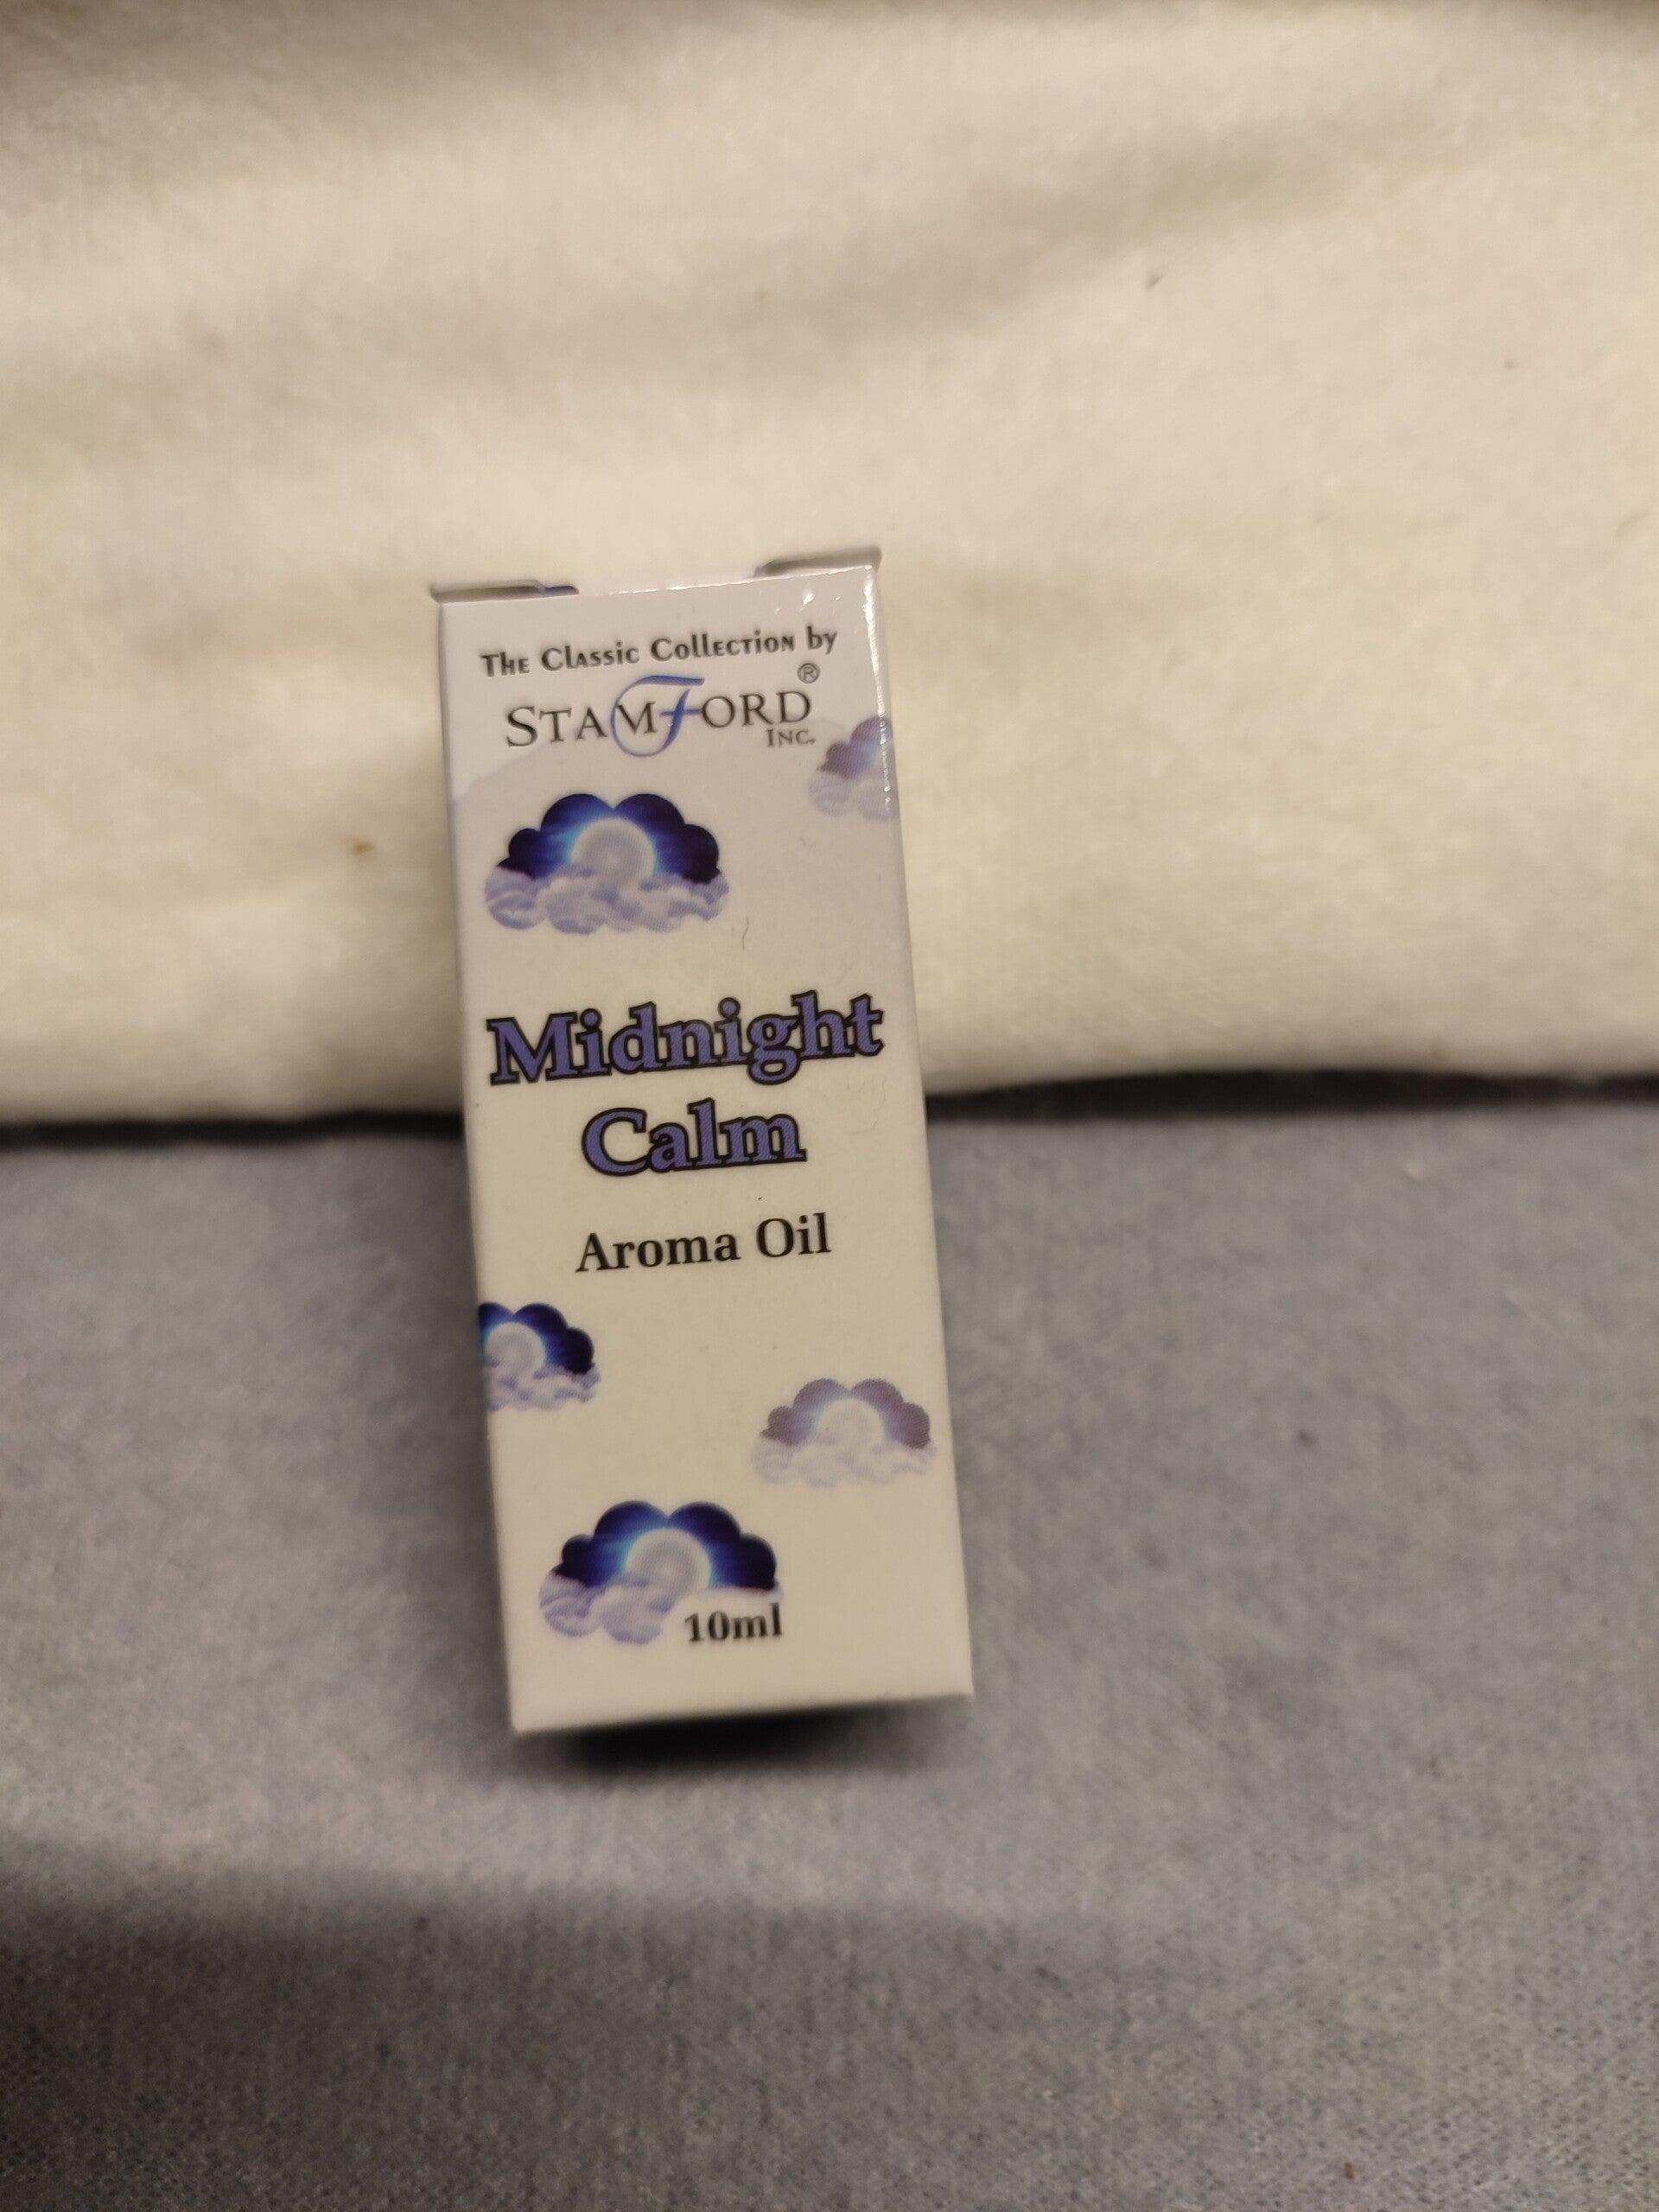 The Classic Collection by
STAMFORD®
INC.
Midnight
Calm
Aroma Oil
10ml